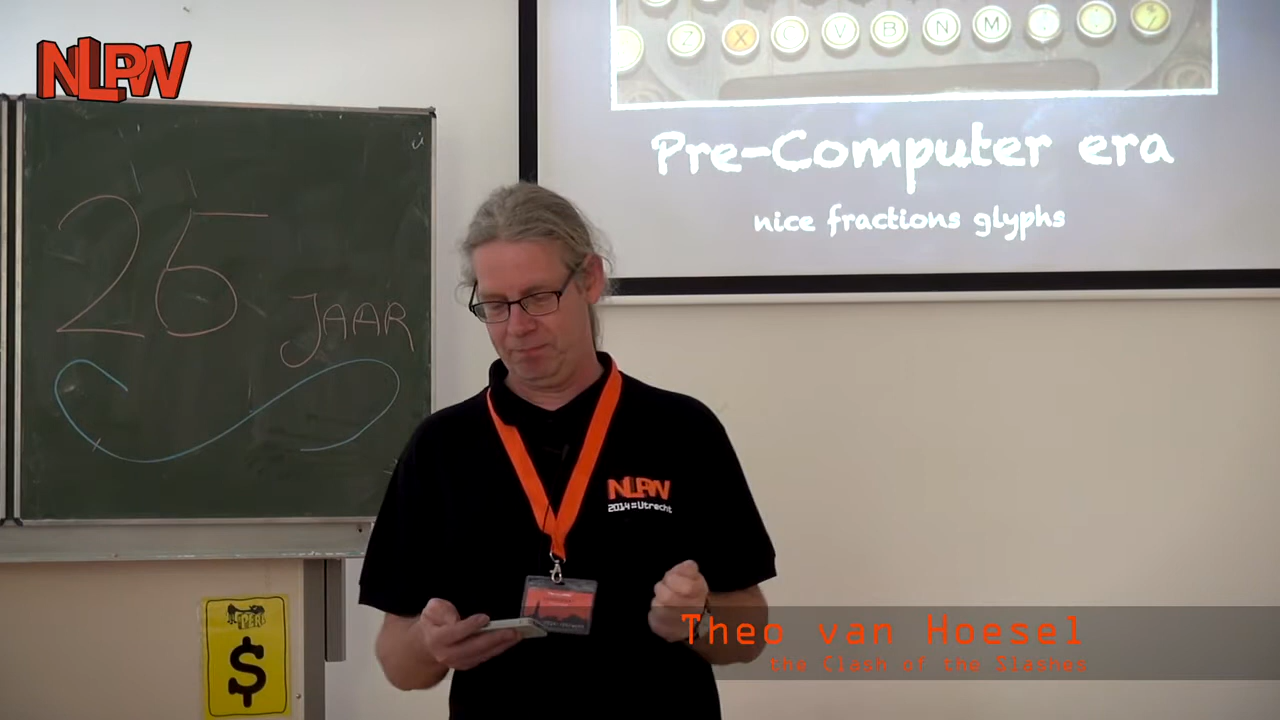 NLPW
Z X C V B N M
Pre-Computer era
nice fractions glyphs
25
JAAR
NLPW
2014::Utrecht
$
Theo van Hoesel
the Clash of the Slashes